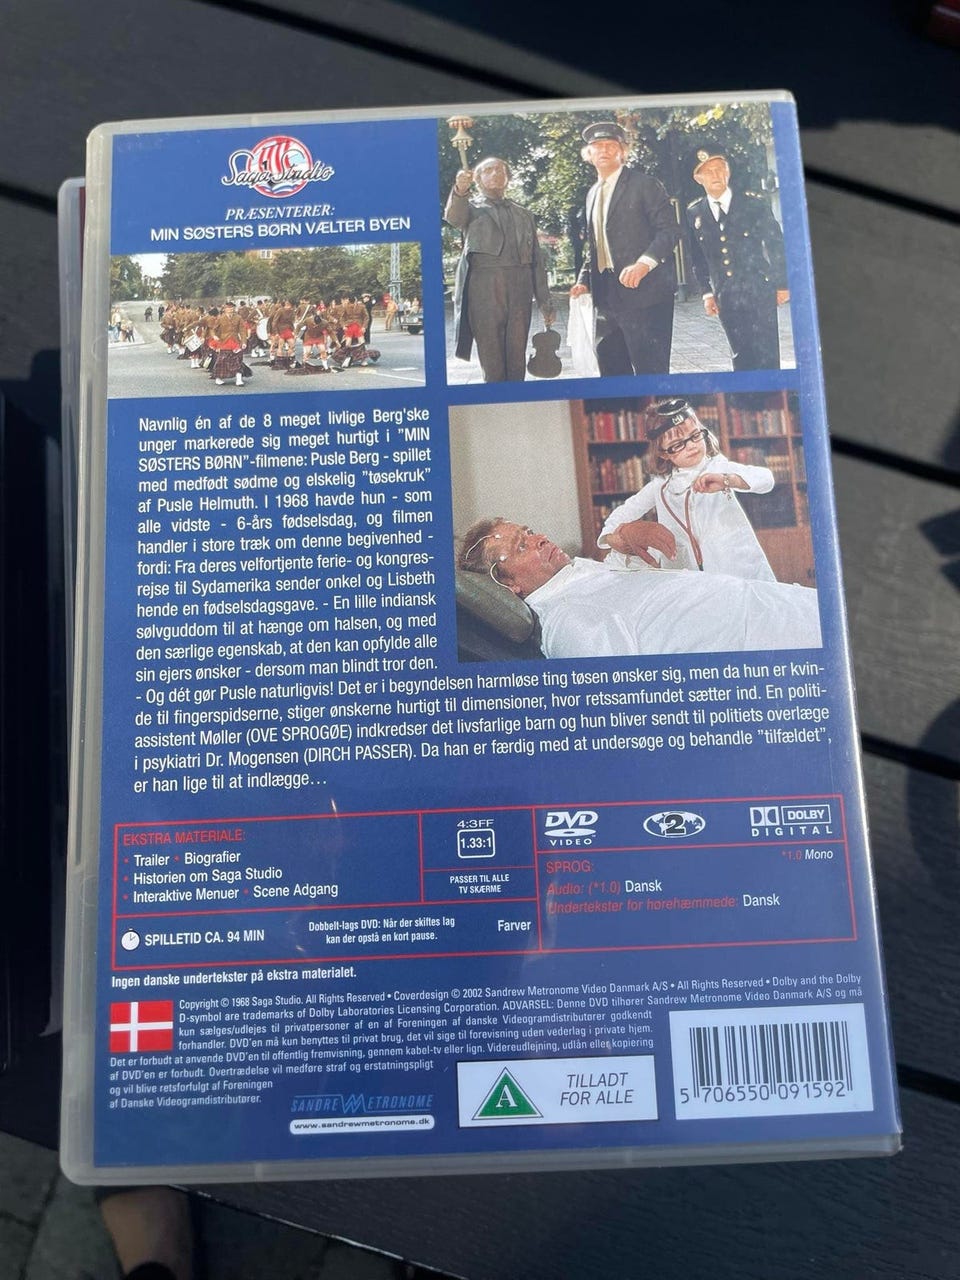 Saga Studio
PRÆSENTERER:
MIN SØSTERS BØRN VÆLTER BYEN
Navnlig én af de 8 meget livlige Berg'ske
unger markerede sig meget hurtigt i "MIN
SØSTERS BØRN"-filmene: Pusle Berg - spillet
med medfødt sødme og elskelig "tøsekruk"
af Pusle Helmuth. I 1968 havde hun - som
alle vidste - 6-års fødselsdag, og filmen
handler i store træk om denne begivenhed -
fordi: Fra deres velfortjente ferie- og kongres-
rejse til Sydamerika sender onkel og Lisbeth
hende en fødselsdagsgave. - En lille indiansk
sølvguddom til at hænge om halsen, og med
den særlige egenskab, at den kan opfylde alle
sin ejers ønsker - dersom man blindt tror den.
- Og dét gør Pusle naturligvis! Det er i begyndelsen harmløse ting tøsen ønsker sig, men da hun er kvin-
de til fingerspidserne, stiger ønskerne hurtigt til dimensioner, hvor retssamfundet sætter ind. En politi-
assistent Møller (OVE SPROGØE) indkredser det livsfarlige barn og hun bliver sendt til politiets overlæge
i psykiatri Dr. Mogensen (DIRCH PASSER). Da han er færdig med at undersøge og behandle "tilfældet",
er han lige til at indlægge...
EKSTRA MATERIALE:
• Trailer • Biografier
• Historien om Saga Studio
• Interaktive Menuer • Scene Adgang
4:3FF
1.33:1
PASSER TIL ALLE
TV SKÆRME
DVD
VIDEO
2
DOLBY
DIGITAL
*1.0 Mono
SPROG:
Audio: (*1.0) Dansk
Undertekster for hørehæmmede: Dansk
SPILLETID CA. 94 MIN
Dobbelt-lags DVD: Når der skiftes lag
kan der opstå en kort pause.
Farver
Ingen danske undertekster på ekstra materialet.
Copyright © 1968 Saga Studio. All Rights Reserved • Coverdesign © 2002 Sandrew Metronome Video Danmark A/S • All Rights Reserved • Dolby and the Dolby
D-symbol are trademarks of Dolby Laboratories Licensing Corporation. ADVARSEL: Denne DVD tilhører Sandrew Metronome Video Danmark A/S og må
kun sælges/udlejes til privatpersoner af en af Foreningen af danske Videogramdistributører godkendt
forhandler. DVD'en må kun benyttes til privat brug, det vil sige til forevisning uden vederlag i private hjem.
Det er forbudt at anvende DVD'en til offentlig fremvisning, gennem kabel-tv eller lign. Videreudlejning, udlån eller kopiering
af DVD'en er forbudt. Overtrædelse vil medføre straf og erstatningspligt
og vil blive retsforfulgt af Foreningen
af Danske Videogramdistributører.
SANDREW METRONOME
www.sandrewmetronome.dk
A
TILLADT
FOR ALLE
5 706550 091592